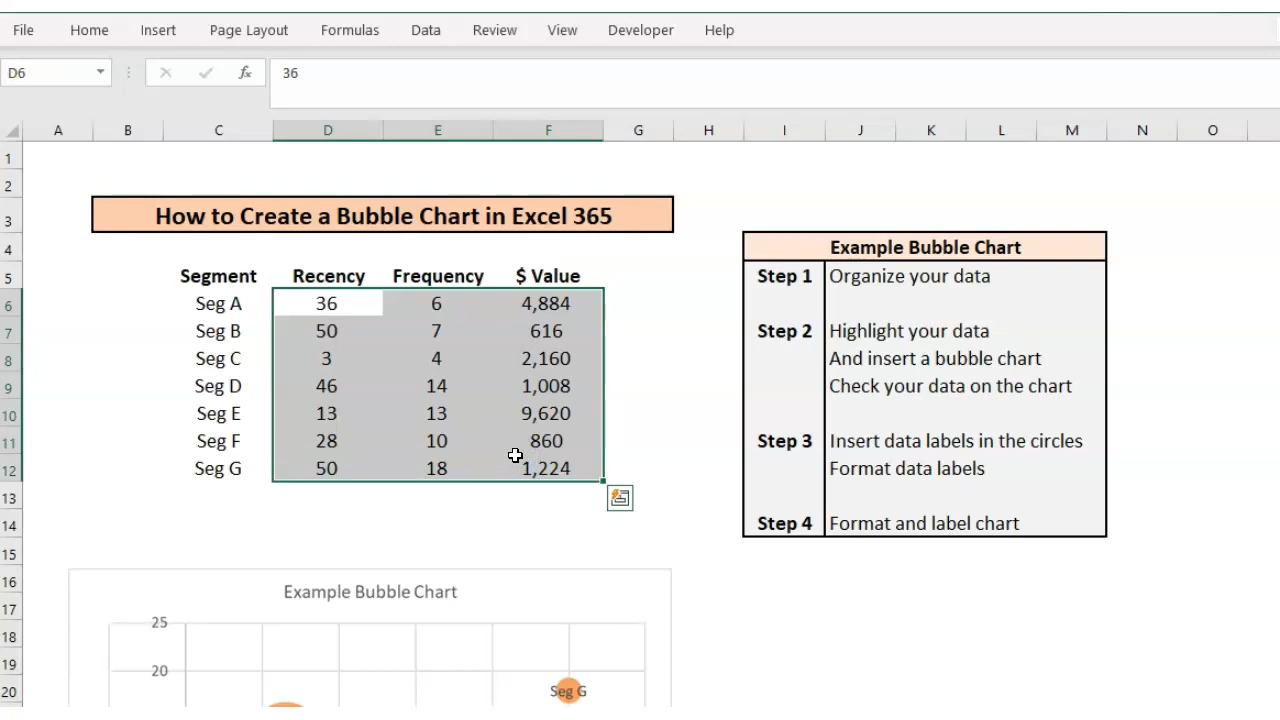 File Home Insert Page Layout Formulas Data Review View Developer Help
D6 fx 36
A B C D E F G H I J K L M N O
1
2
3 How to Create a Bubble Chart in Excel 365
4 Example Bubble Chart
5 Segment Recency Frequency $ Value Step 1 Organize your data
6 Seg A 36 6 4,884
7 Seg B 50 7 616 Step 2 Highlight your data
8 Seg C 3 4 2,160 And insert a bubble chart
9 Seg D 46 14 1,008 Check your data on the chart
10 Seg E 13 13 9,620
11 Seg F 28 10 860 Step 3 Insert data labels in the circles
12 Seg G 50 18 1,224 Format data labels
13
14 Step 4 Format and label chart
15
16 Example Bubble Chart
17 25
18
19 20
20 Seg G